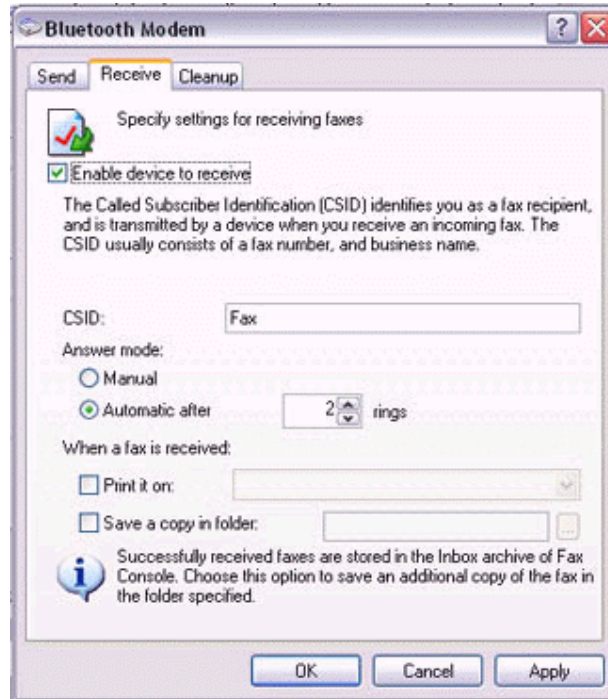 Bluetooth Modem
Send Receive Cleanup
Specify settings for receiving faxes
Enable device to receive
The Called Subscriber Identification (CSID) identifies you as a fax recipient,
and is transmitted by a device when you receive an incoming fax. The
CSID usually consists of a fax number, and business name.
CSID: Fax
Answer mode:
Manual
Automatic after 2 rings
When a fax is received:
Print it on:
Save a copy in folder: ...
Successfully received faxes are stored in the Inbox archive of Fax
Console. Choose this option to save an additional copy of the fax in
the folder specified.
OK Cancel Apply